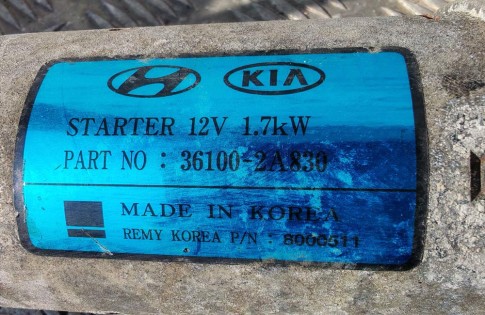 KIA
STARTER 12V 1.7kW
PART NO : 36100-2A830
MADE IN KOREA
REMY KOREA P/N : 8000511